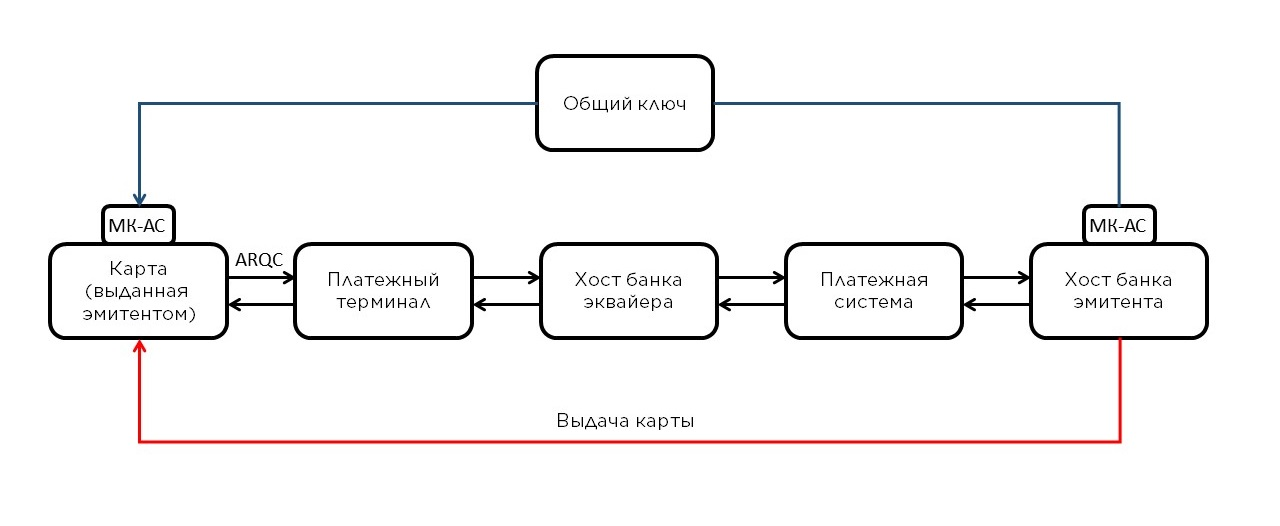 Общий ключ
МК-АС
МК-АС
Карта
(выданная
эмитентом)
ARQC
Платежный
терминал
Хост банка
эквайера
Платежная
система
Хост банка
эмитента
Выдача карты